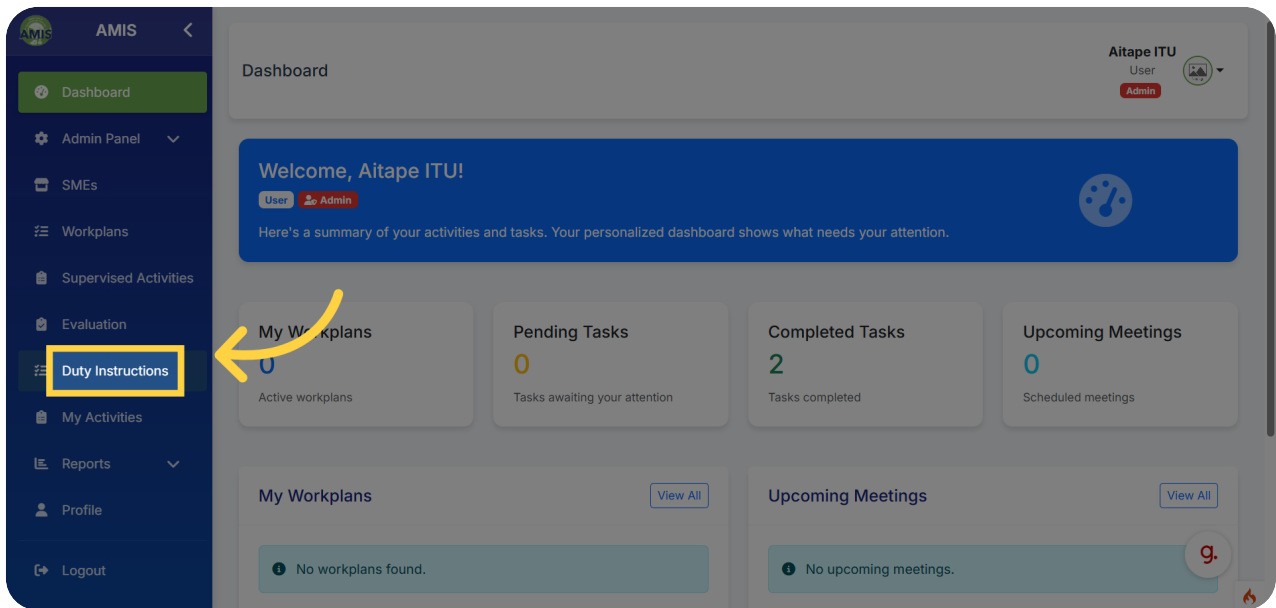 AMIS
AMIS
Dashboard
Admin Panel
SMEs
Workplans
Supervised Activities
Evaluation
Duty Instructions
My Activities
Reports
Profile
Logout
Dashboard
Aitape ITU
User
Admin
Welcome, Aitape ITU!
User Admin
Here's a summary of your activities and tasks. Your personalized dashboard shows what needs your attention.
My Workplans
0
Active workplans
Pending Tasks
0
Tasks awaiting your attention
Completed Tasks
2
Tasks completed
Upcoming Meetings
0
Scheduled meetings
My Workplans
View All
No workplans found.
Upcoming Meetings
View All
No upcoming meetings.
g.